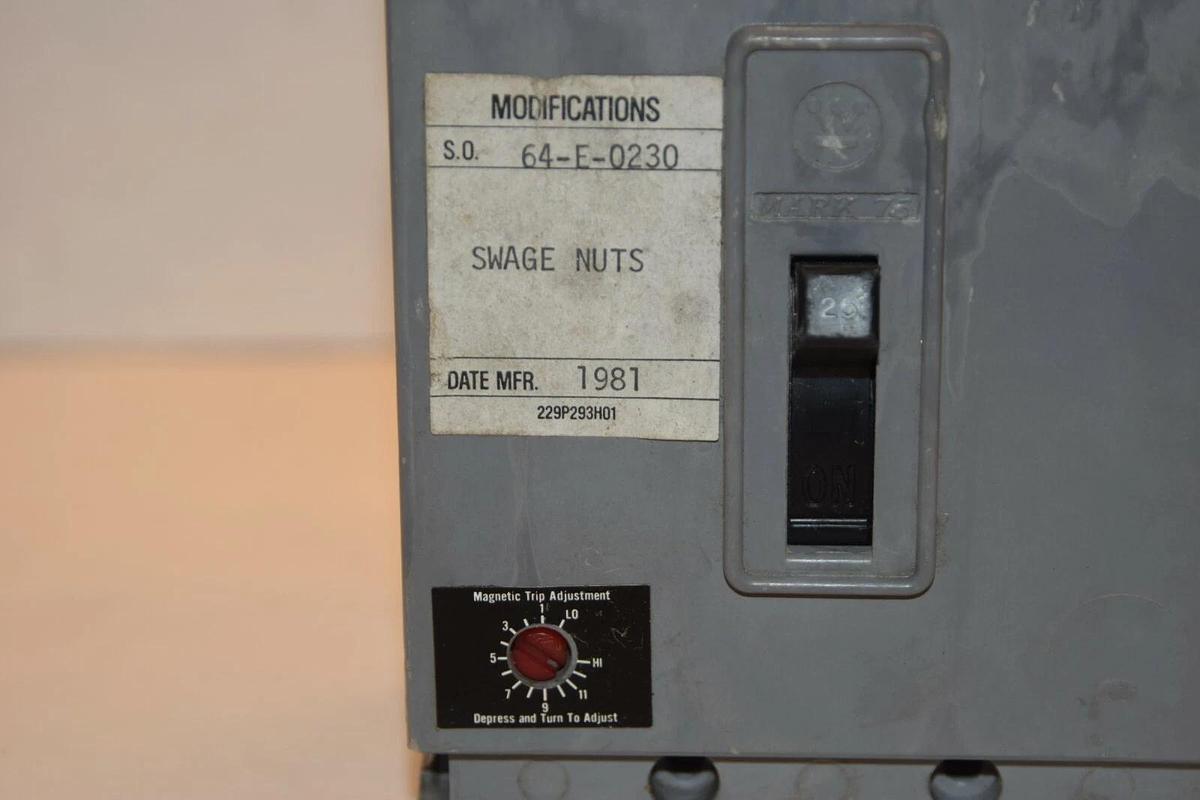 MODIFICATIONS
S.O. 64-E-0230
SWAGE NUTS
DATE MFR. 1981
229P293H01
MARK 75
ON
Magnetic Trip Adjustment
1 LO
3
5 HI
7 11
9
Depress and Turn To Adjust